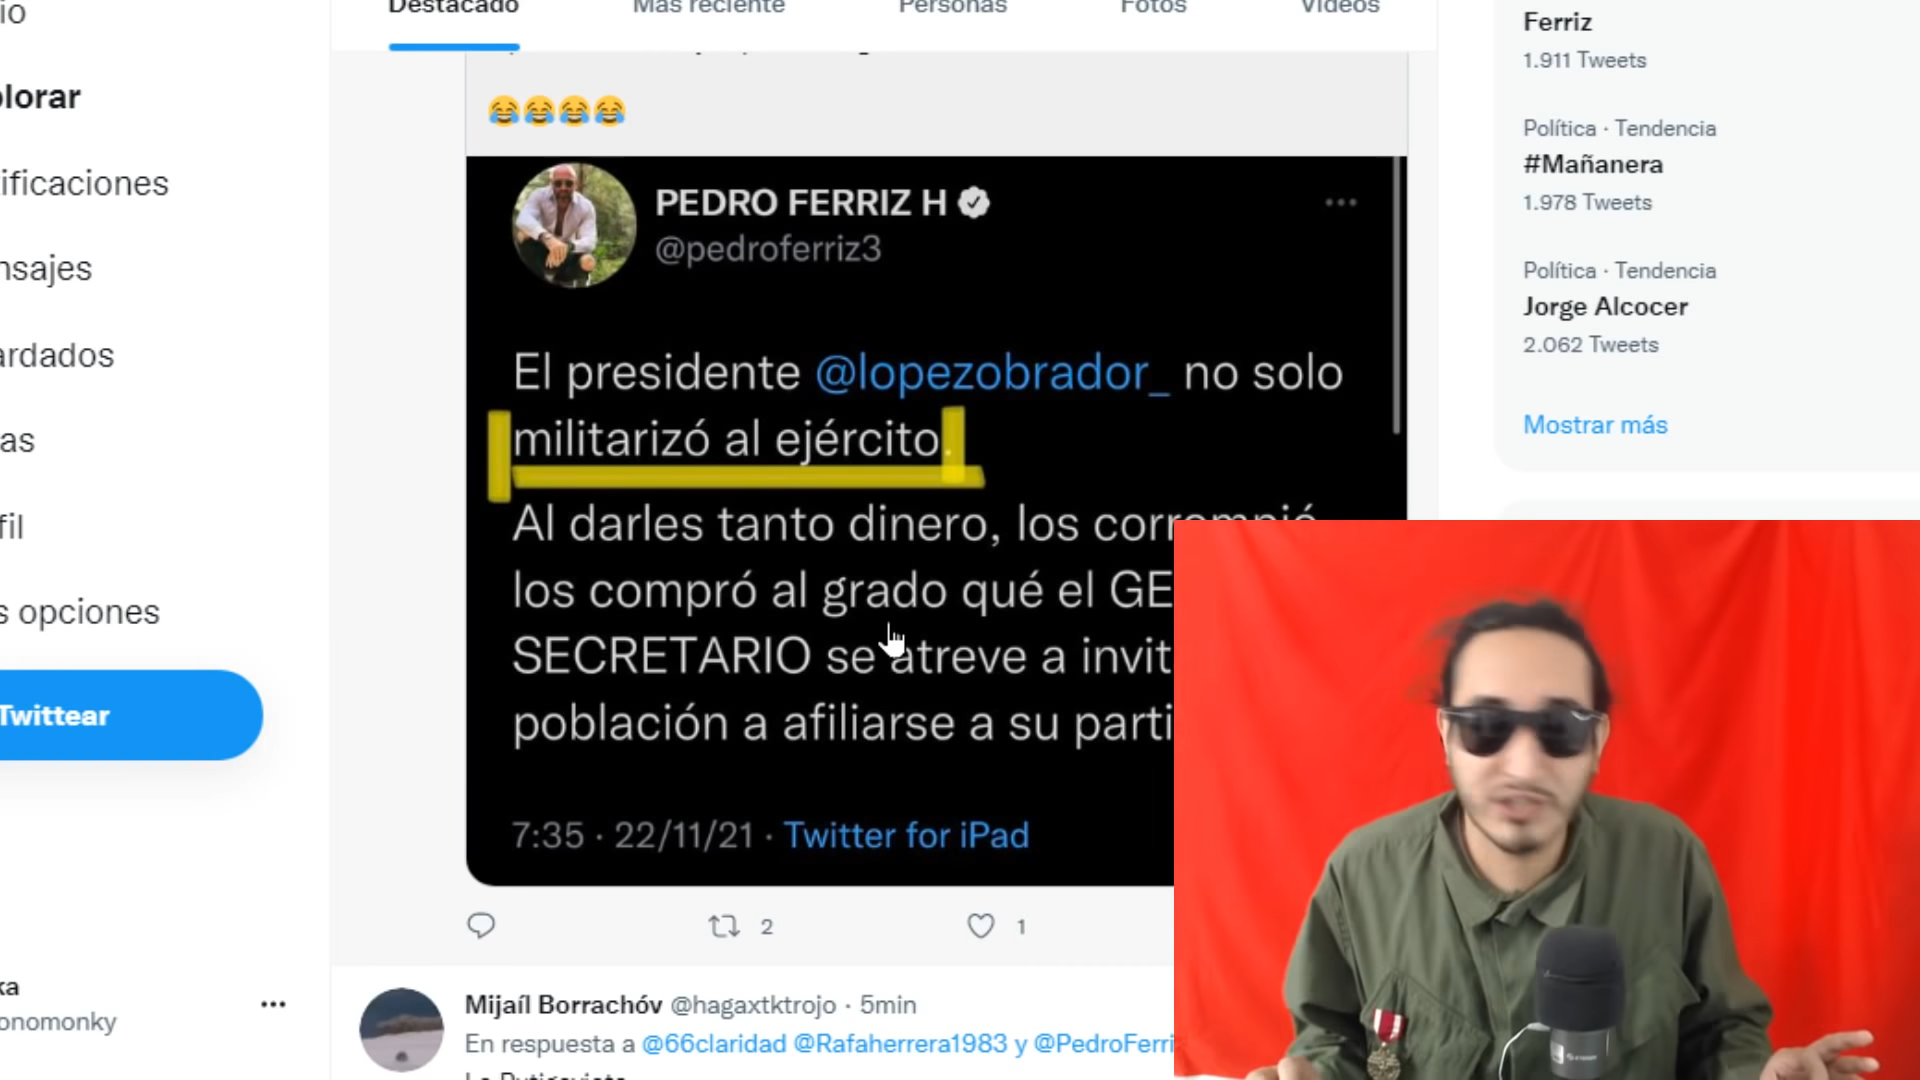 Destacado
Más reciente
Personas
Fotos
Videos
plorar
ificaciones
nsajes
ardados
as
fil
s opciones
Twittear
ka
onomonky
😂😂😂😂
PEDRO FERRIZ H
@pedroferriz3
El presidente @lopezobrador_ no solo
militarizó al ejército.
Al darles tanto dinero, los corrompió
los compró al grado qué el GE
SECRETARIO se atreve a invit
población a afiliarse a su parti
7:35 · 22/11/21 · Twitter for iPad
2
1
Mijaíl Borrachóv @hagaxtktrojo · 5min
En respuesta a @66claridad @Rafaherrera1983 y @PedroFerri
Ferriz
1.911 Tweets
Política · Tendencia
#Mañanera
1.978 Tweets
Política · Tendencia
Jorge Alcocer
2.062 Tweets
Mostrar más